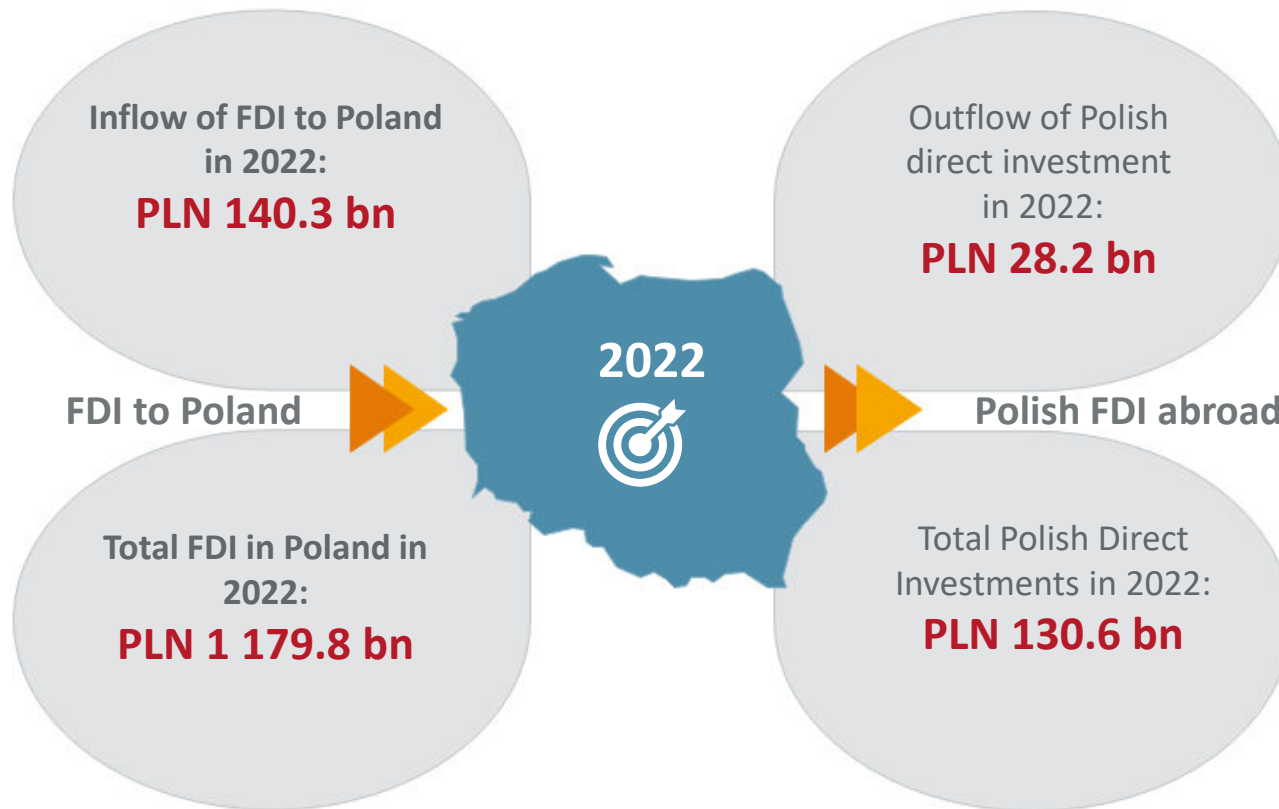 Inflow of FDI to Poland
in 2022:
PLN 140.3 bn
Outflow of Polish
direct investment
in 2022:
PLN 28.2 bn
2022
FDI to Poland
Polish FDI abroad
Total FDI in Poland in
2022:
PLN 1 179.8 bn
Total Polish Direct
Investments in 2022:
PLN 130.6 bn